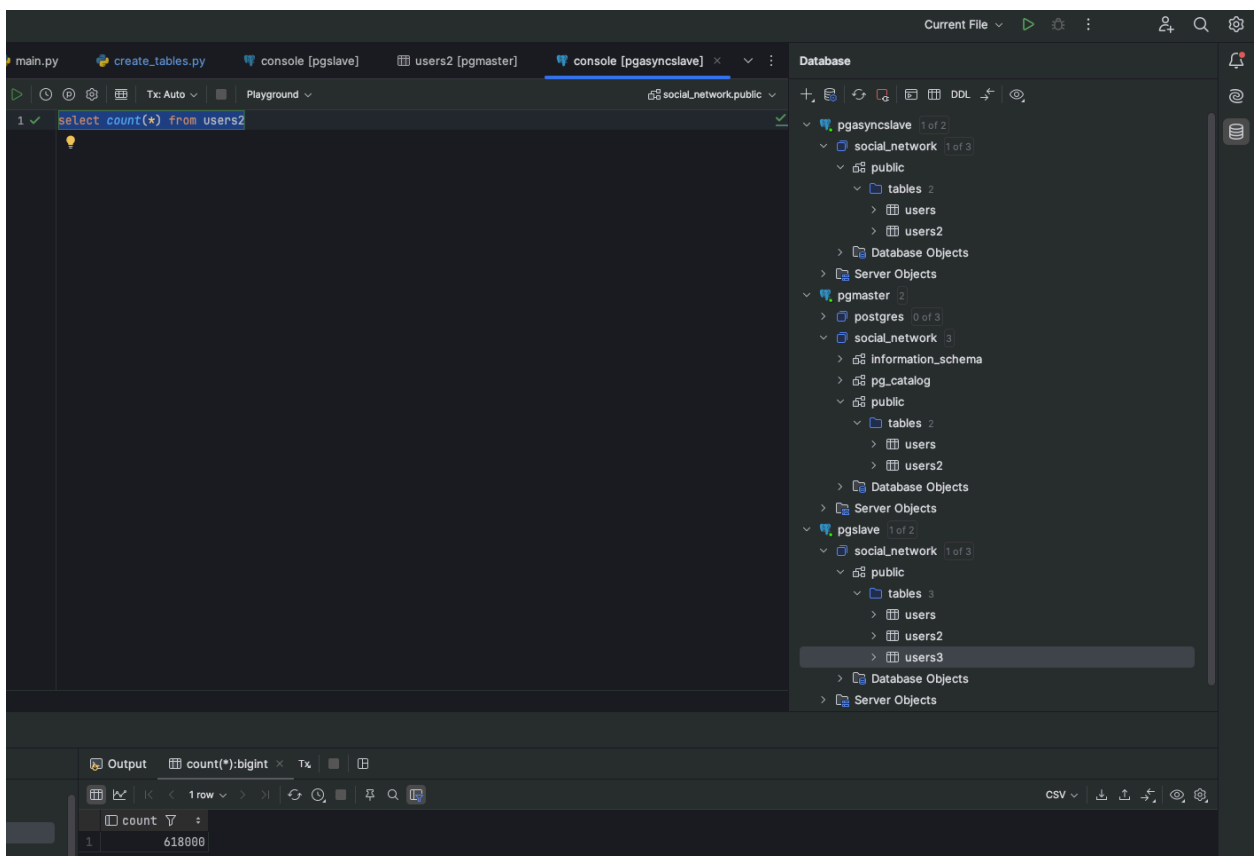 Current File
main.py create_tables.py console [pgslave] users2 [pgmaster] console [pgasyncslave]
Tx: Auto Playground social_network.public
1 select count(*) from users2
Database
DDL
pgasyncslave 1 of 2
social_network 1 of 3
public
tables 2
users
users2
Database Objects
Server Objects
pgmaster 2
postgres 0 of 3
social_network 3
information_schema
pg_catalog
public
tables 2
users
users2
Database Objects
Server Objects
pgslave 1 of 2
social_network 1 of 3
public
tables 3
users
users2
users3
Database Objects
Server Objects
Output count(*):bigint Tx
1 row CSV
count
1 618000